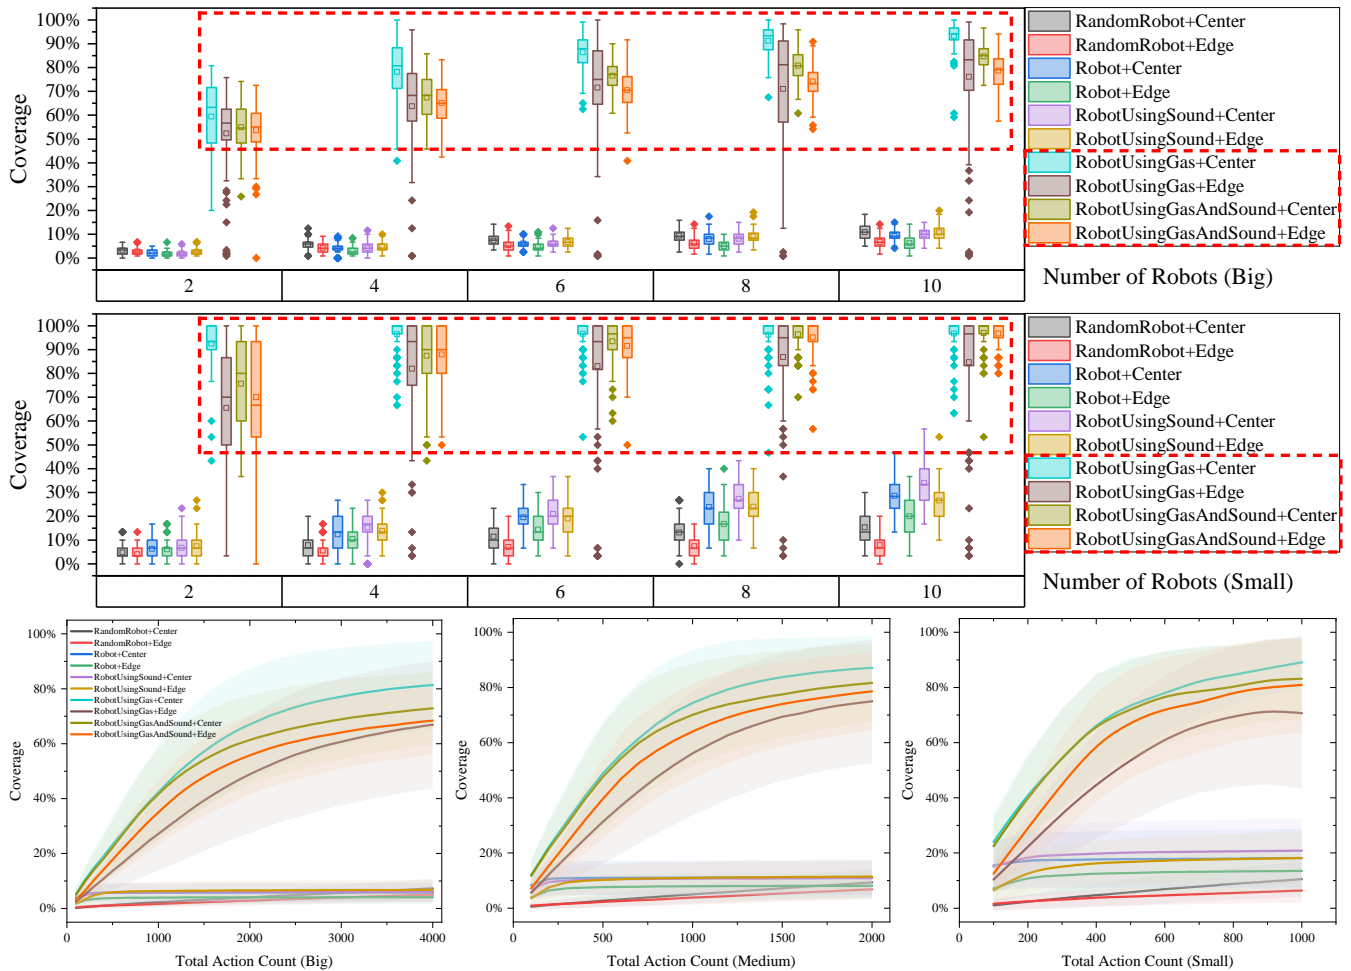 100%
90%
80%
70%
60%
50%
40%
30%
20%
10%
0%
Coverage
2
4
6
8
10
RandomRobot+Center
RandomRobot+Edge
Robot+Center
Robot+Edge
RobotUsingSound+Center
RobotUsingSound+Edge
RobotUsingGas+Center
RobotUsingGas+Edge
RobotUsingGasAndSound+Center
RobotUsingGasAndSound+Edge
Number of Robots (Big)
100%
90%
80%
70%
60%
50%
40%
30%
20%
10%
0%
Coverage
2
4
6
8
10
RandomRobot+Center
RandomRobot+Edge
Robot+Center
Robot+Edge
RobotUsingSound+Center
RobotUsingSound+Edge
RobotUsingGas+Center
RobotUsingGas+Edge
RobotUsingGasAndSound+Center
RobotUsingGasAndSound+Edge
Number of Robots (Small)
100%
80%
60%
40%
20%
0%
Coverage
RandomRobot+Center
RandomRobot+Edge
Robot+Center
Robot+Edge
RobotUsingSound+Center
RobotUsingSound+Edge
RobotUsingGas+Center
RobotUsingGas+Edge
RobotUsingGasAndSound+Center
RobotUsingGasAndSound+Edge
0 1000 2000 3000 4000
Total Action Count (Big)
100%
80%
60%
40%
20%
0%
Coverage
0 500 1000 1500 2000
Total Action Count (Medium)
100%
80%
60%
40%
20%
0%
Coverage
0 200 400 600 800 1000
Total Action Count (Small)